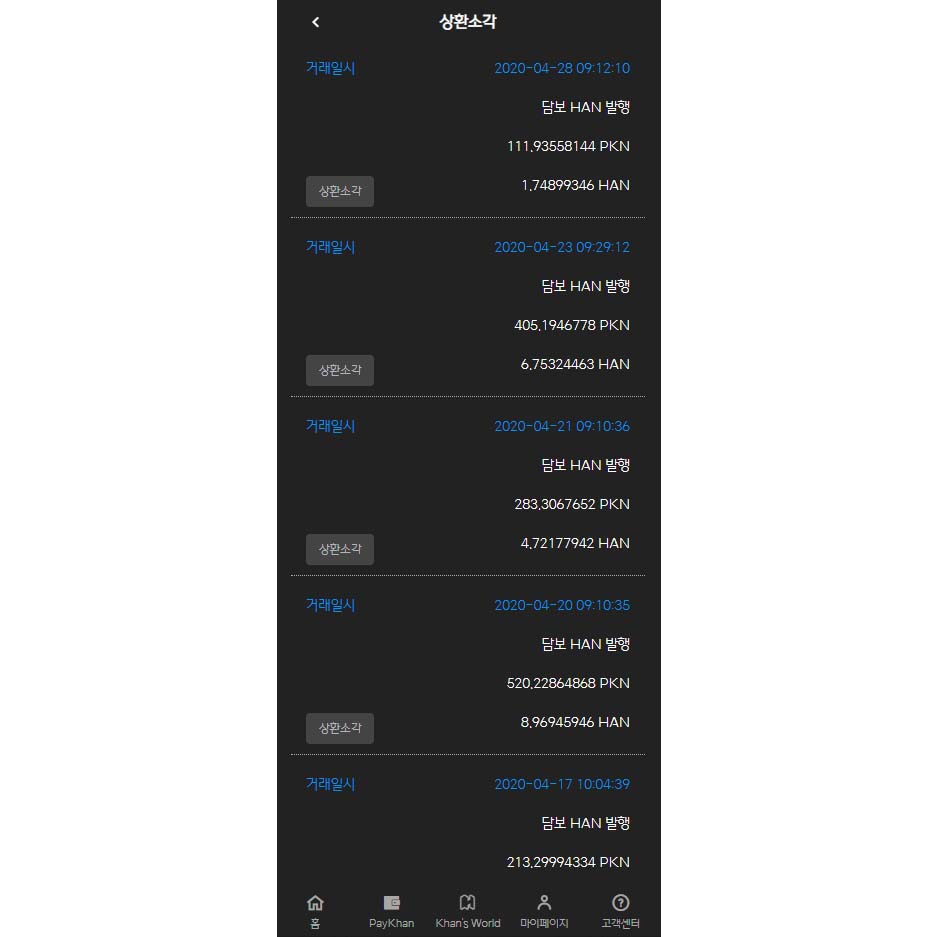 상환소각
거래일시 2020-04-28 09:12:10
담보 HAN 발행
111.93558144 PKN
1.74899346 HAN
상환소각
거래일시 2020-04-23 09:29:12
담보 HAN 발행
405.1946778 PKN
6.75324463 HAN
상환소각
거래일시 2020-04-21 09:10:36
담보 HAN 발행
283.3067652 PKN
4.72177942 HAN
상환소각
거래일시 2020-04-20 09:10:35
담보 HAN 발행
520.22864868 PKN
8.96945946 HAN
상환소각
거래일시 2020-04-17 10:04:39
담보 HAN 발행
213.29994334 PKN
홈 PayKhan Khan's World 마이페이지 고객센터